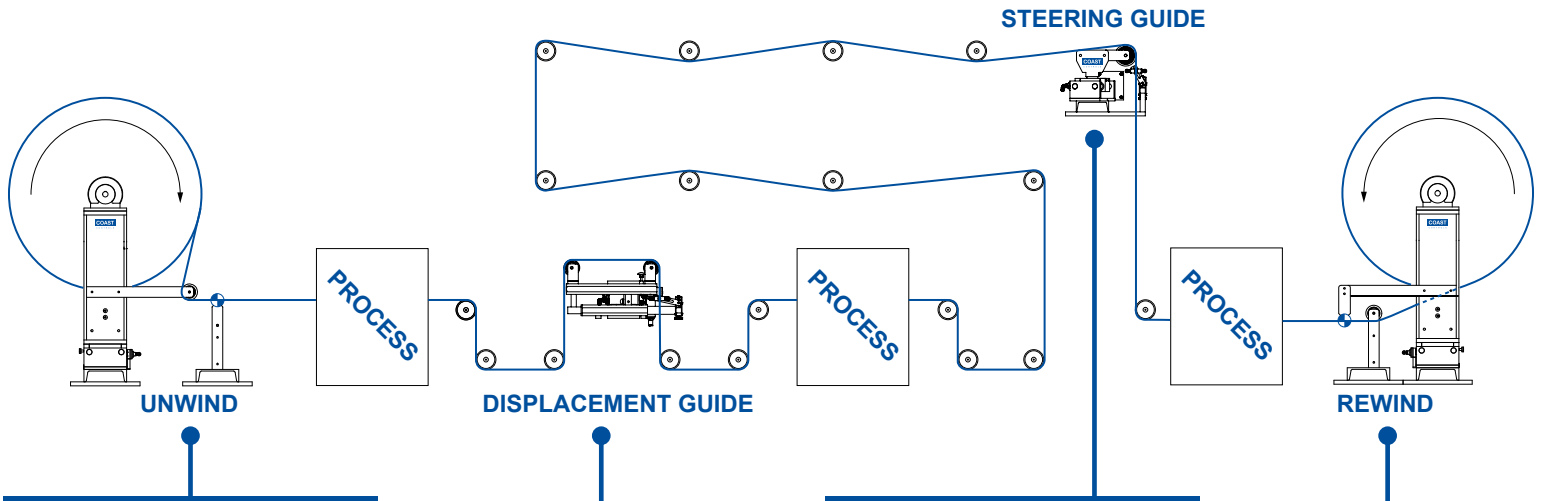 STEERING GUIDE
COAST
COAST
COAST
PROCESS
PROCESS
PROCESS
UNWIND
DISPLACEMENT GUIDE
REWIND